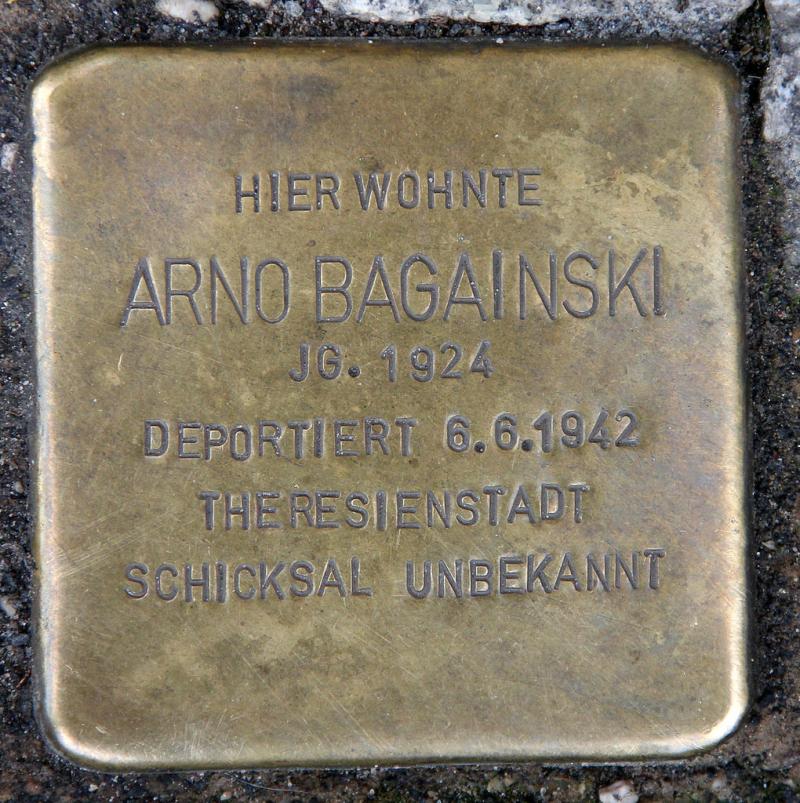 HIER WOHNTE
ARNO BAGAINSKI
JG. 1924
DEPORTIERT 6.6.1942
THERESIENSTADT
SCHICKSAL UNBEKANNT